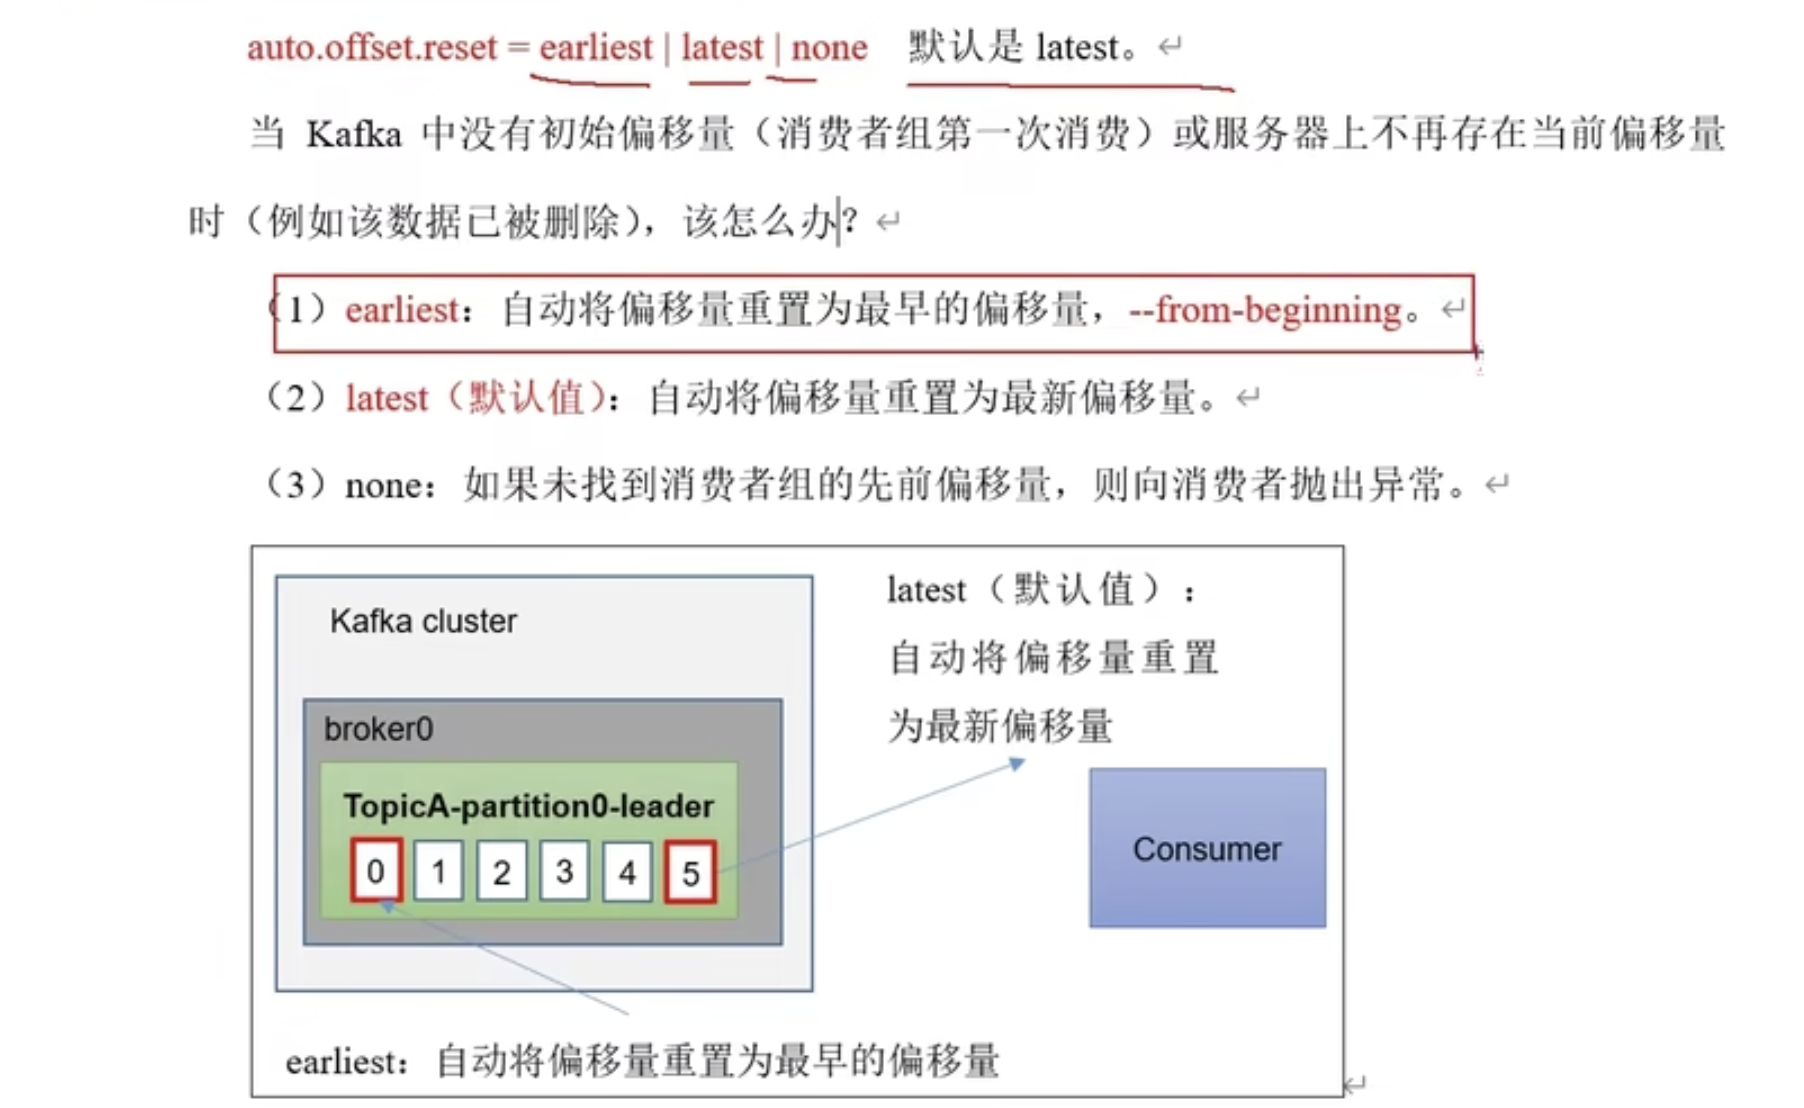 auto.offset.reset = earliest | latest | none 默认是 latest。
当 Kafka 中没有初始偏移量（消费者组第一次消费）或服务器上不再存在当前偏移量
时（例如该数据已被删除），该怎么办？
（1）earliest：自动将偏移量重置为最早的偏移量，--from-beginning。
（2）latest（默认值）：自动将偏移量重置为最新偏移量。
（3）none：如果未找到消费者组的先前偏移量，则向消费者抛出异常。
Kafka cluster
latest（默认值）：
自动将偏移量重置
为最新偏移量
broker0
TopicA-partition0-leader
0 1 2 3 4 5
Consumer
earliest：自动将偏移量重置为最早的偏移量